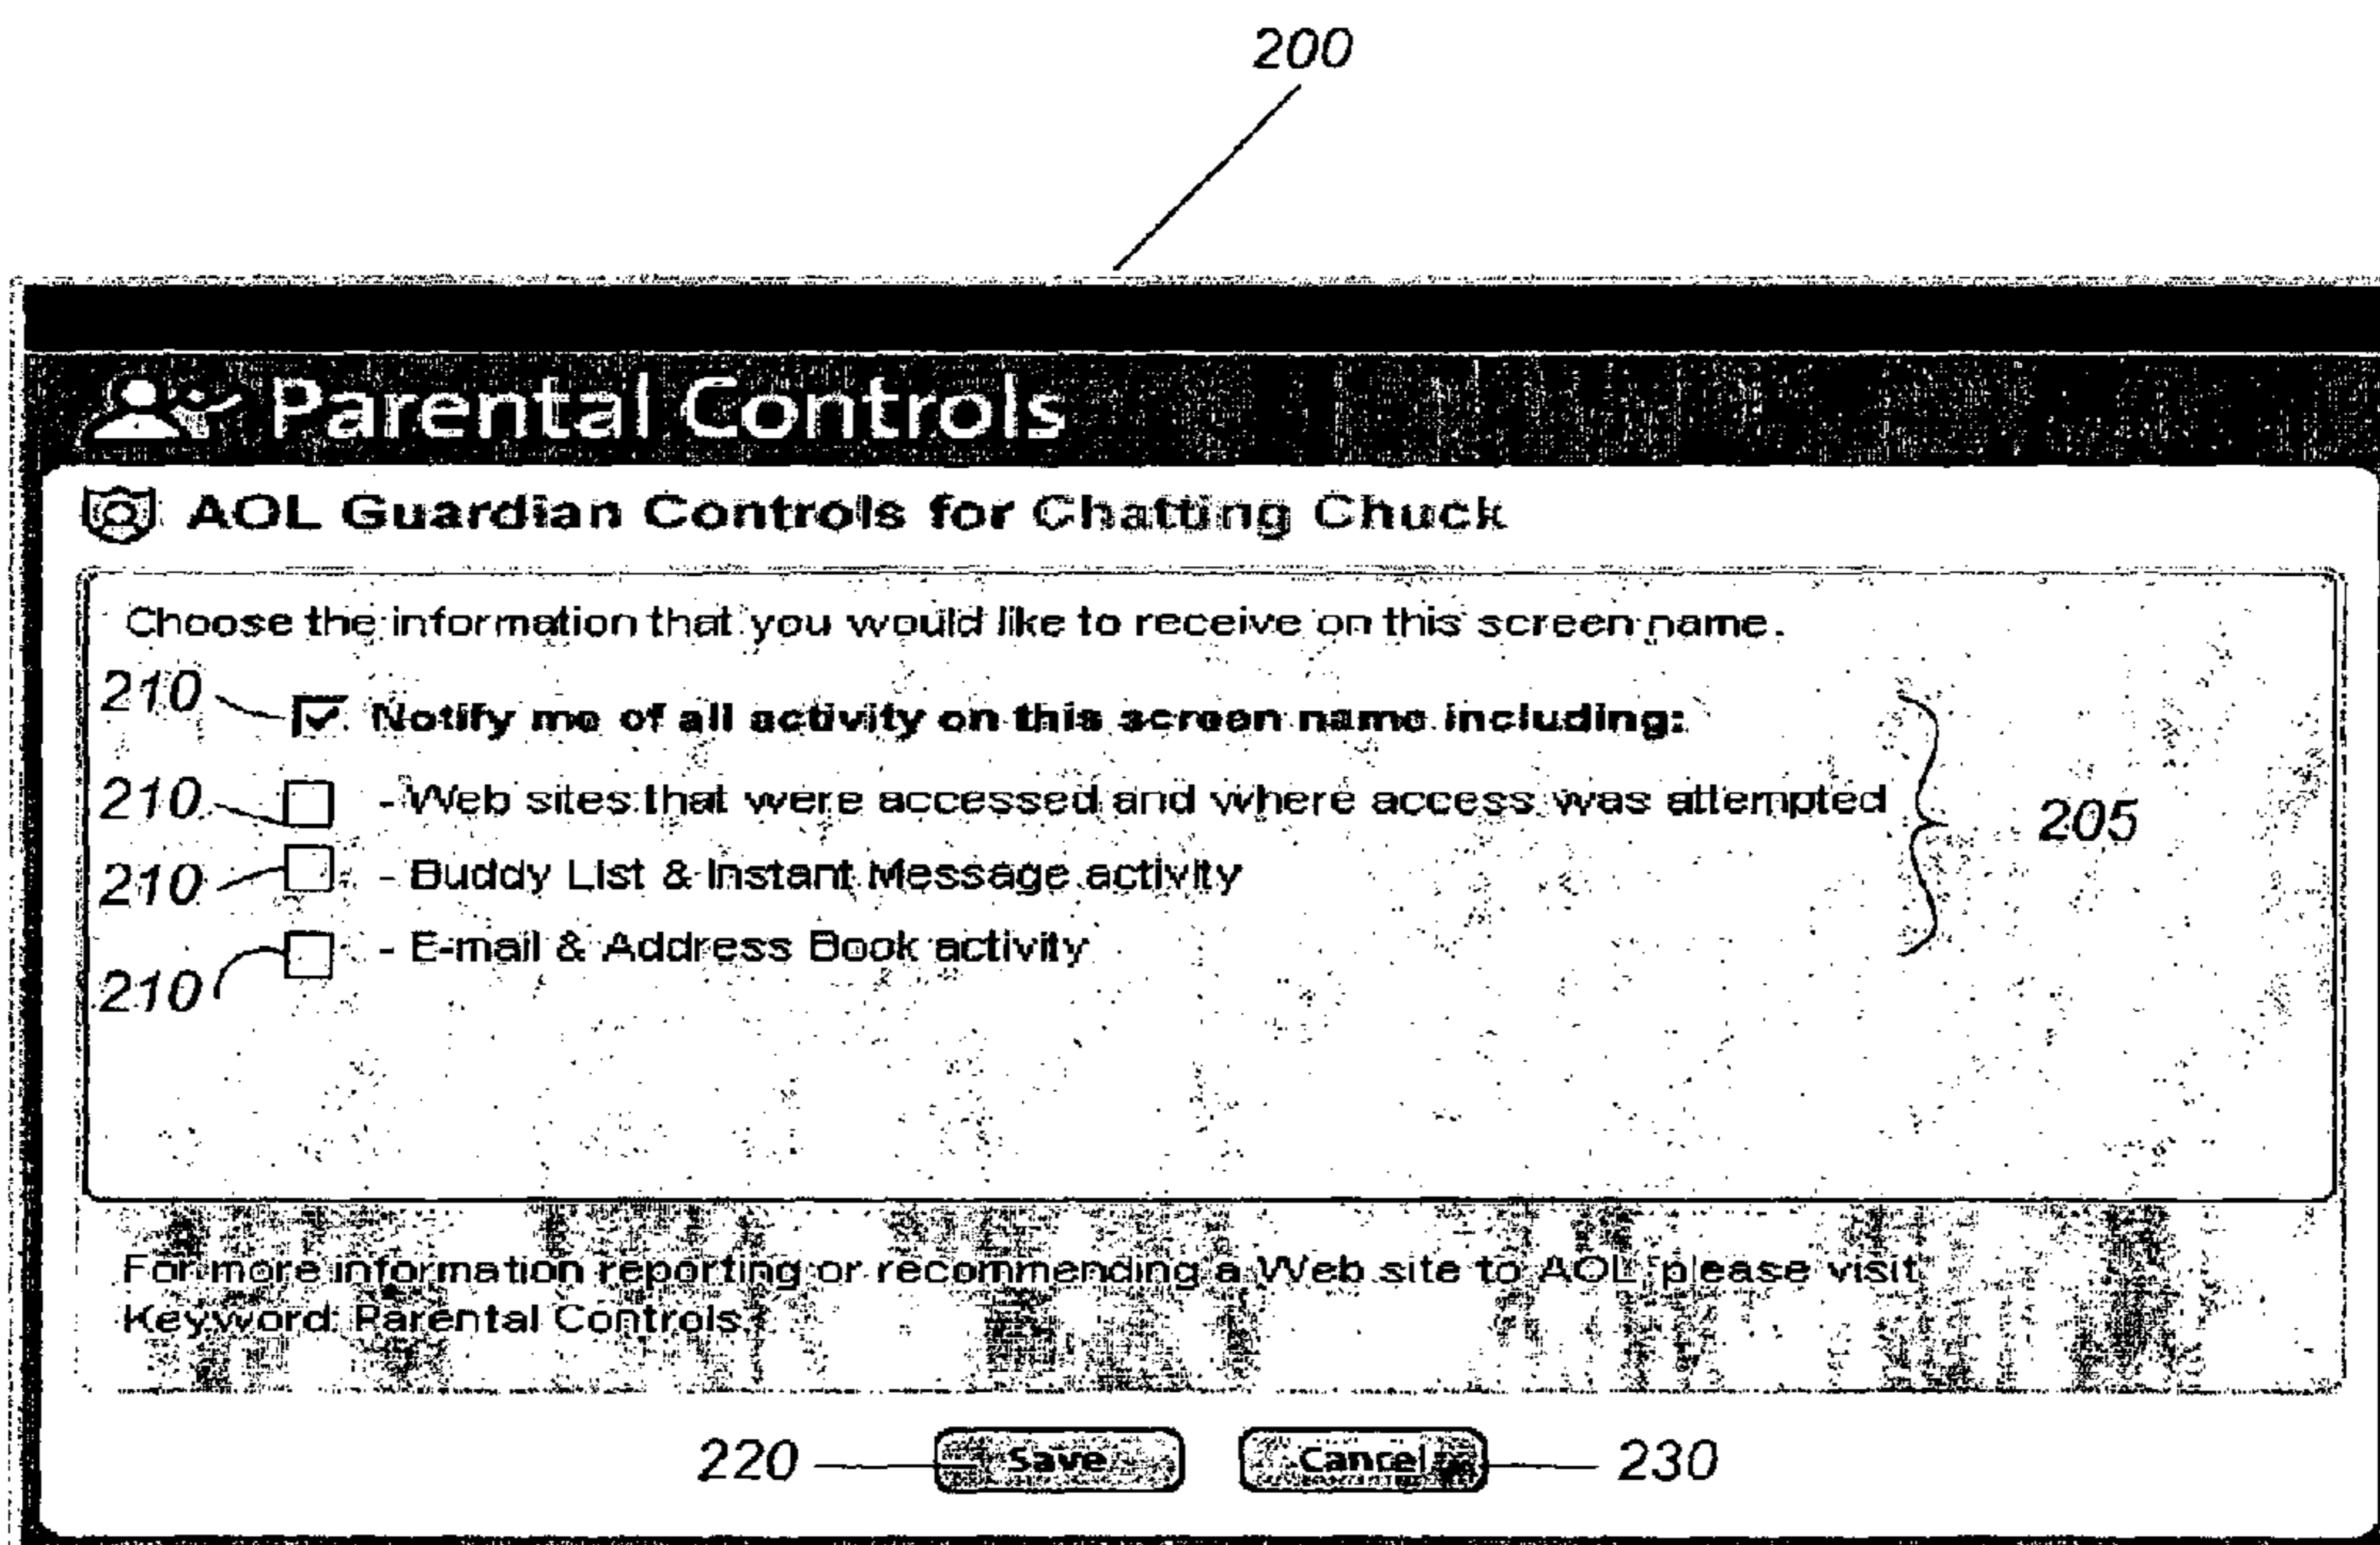 200
Parental Controls
AOL Guardian Controls for Chatting Chuck
Choose the information that you would like to receive on this screen name.
210 Notify me of all activity on this screen name including:
210 - Web sites that were accessed and where access was attempted 205
210 - Buddy List & Instant Message activity
210 - E-mail & Address Book activity
For more information reporting or recommending a Web site to AOL, please visit
Keyword: Parental Controls.
220 Save Cancel 230